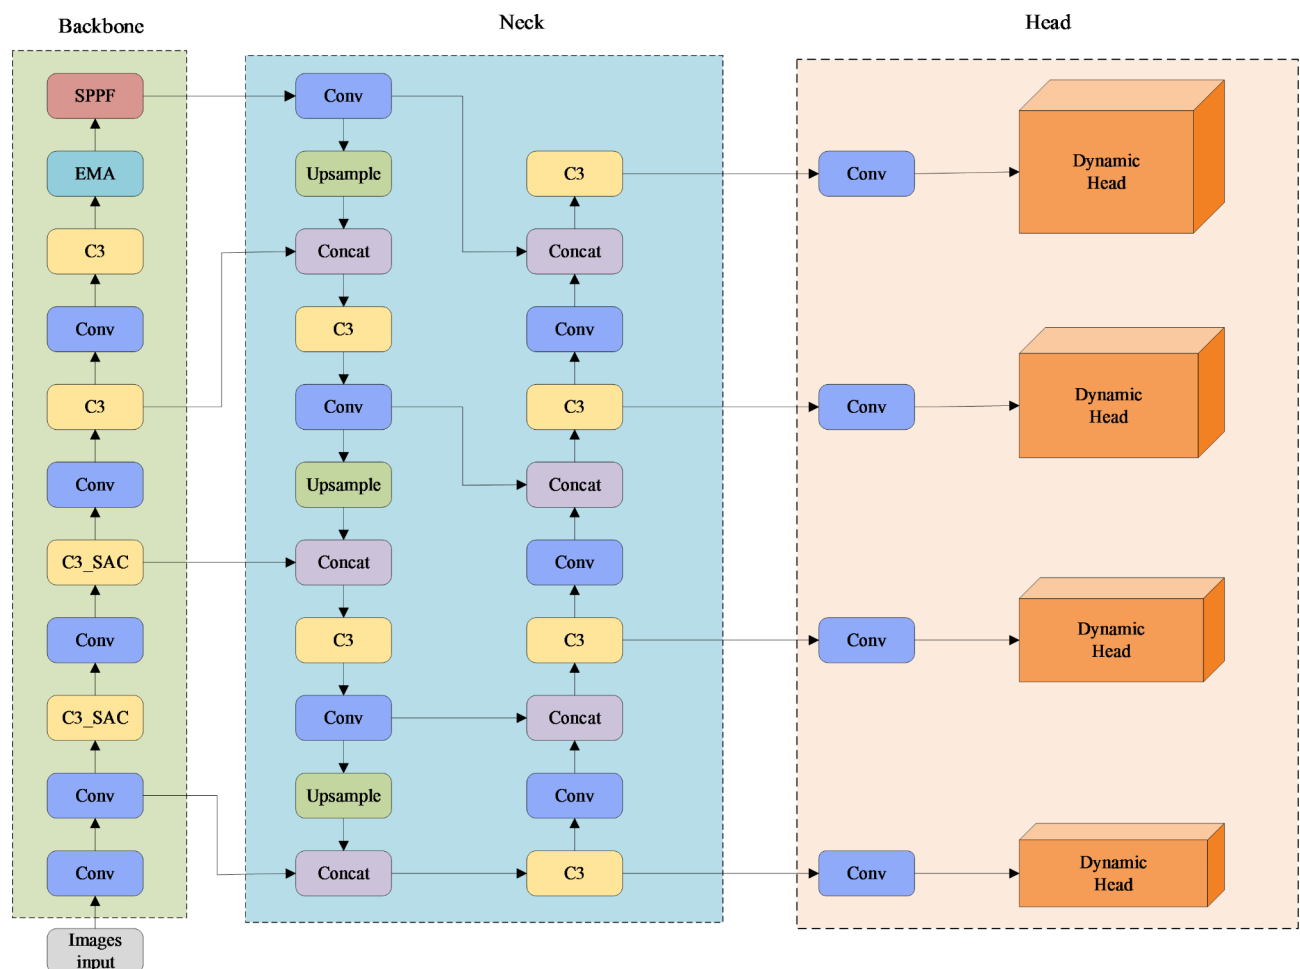 Backbone
Neck
Head
SPPF
EMA
C3
Conv
C3
Conv
C3_SAC
Conv
C3_SAC
Conv
Conv
Images
input
Conv
Upsample
Concat
C3
Conv
Upsample
Concat
C3
Conv
Upsample
Concat
C3
Concat
Conv
C3
Concat
Conv
C3
Concat
Conv
C3
Conv
Dynamic
Head
Conv
Dynamic
Head
Conv
Dynamic
Head
Conv
Dynamic
Head